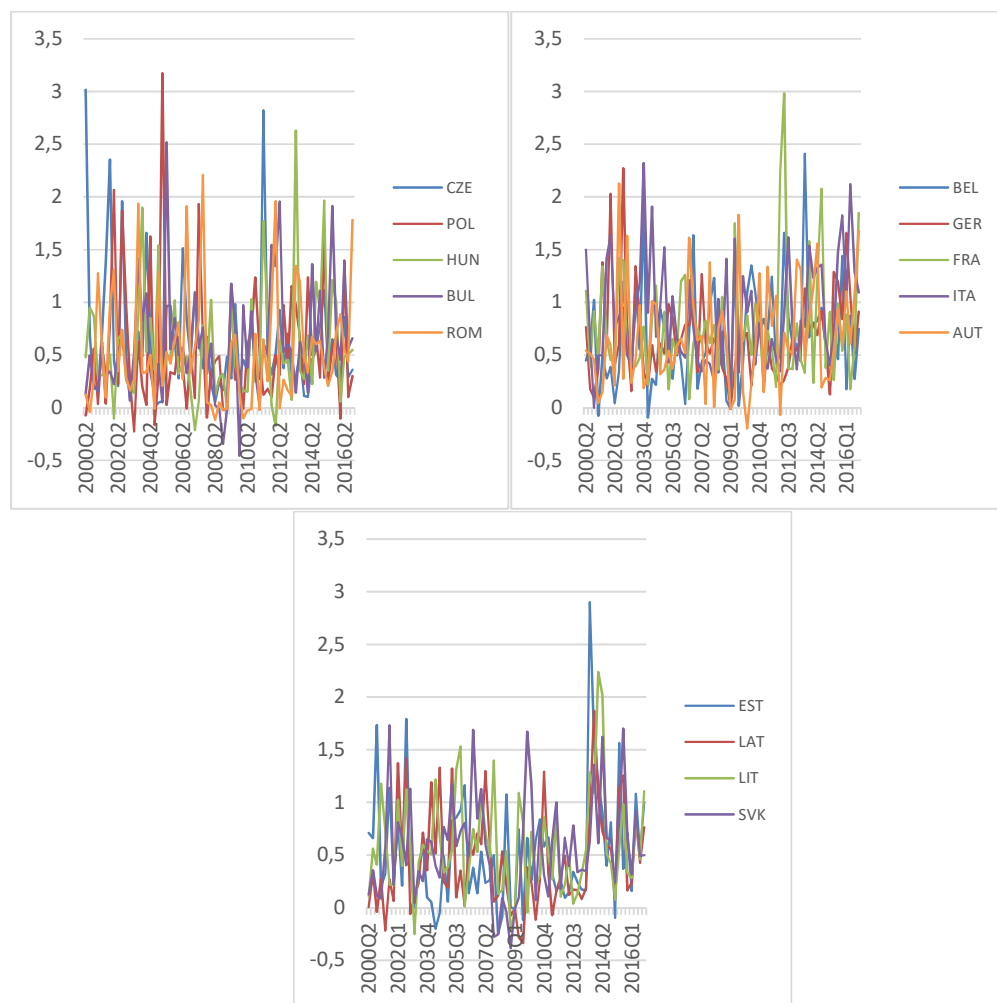 3,5
3
2,5
2
1,5
1
0,5
0
-0,5
2000Q2
2002Q2
2004Q2
2006Q2
2008Q2
2010Q2
2012Q2
2014Q2
2016Q2
CZE
POL
HUN
BUL
ROM
3,5
3
2,5
2
1,5
1
0,5
0
-0,5
2000Q2
2002Q1
2003Q4
2005Q3
2007Q2
2009Q1
2010Q4
2012Q3
2014Q2
2016Q1
BEL
GER
FRA
ITA
AUT
3,5
3
2,5
2
1,5
1
0,5
0
-0,5
2000Q2
2002Q1
2003Q4
2005Q3
2007Q2
2009Q1
2010Q4
2012Q3
2014Q2
2016Q1
EST
LAT
LIT
SVK